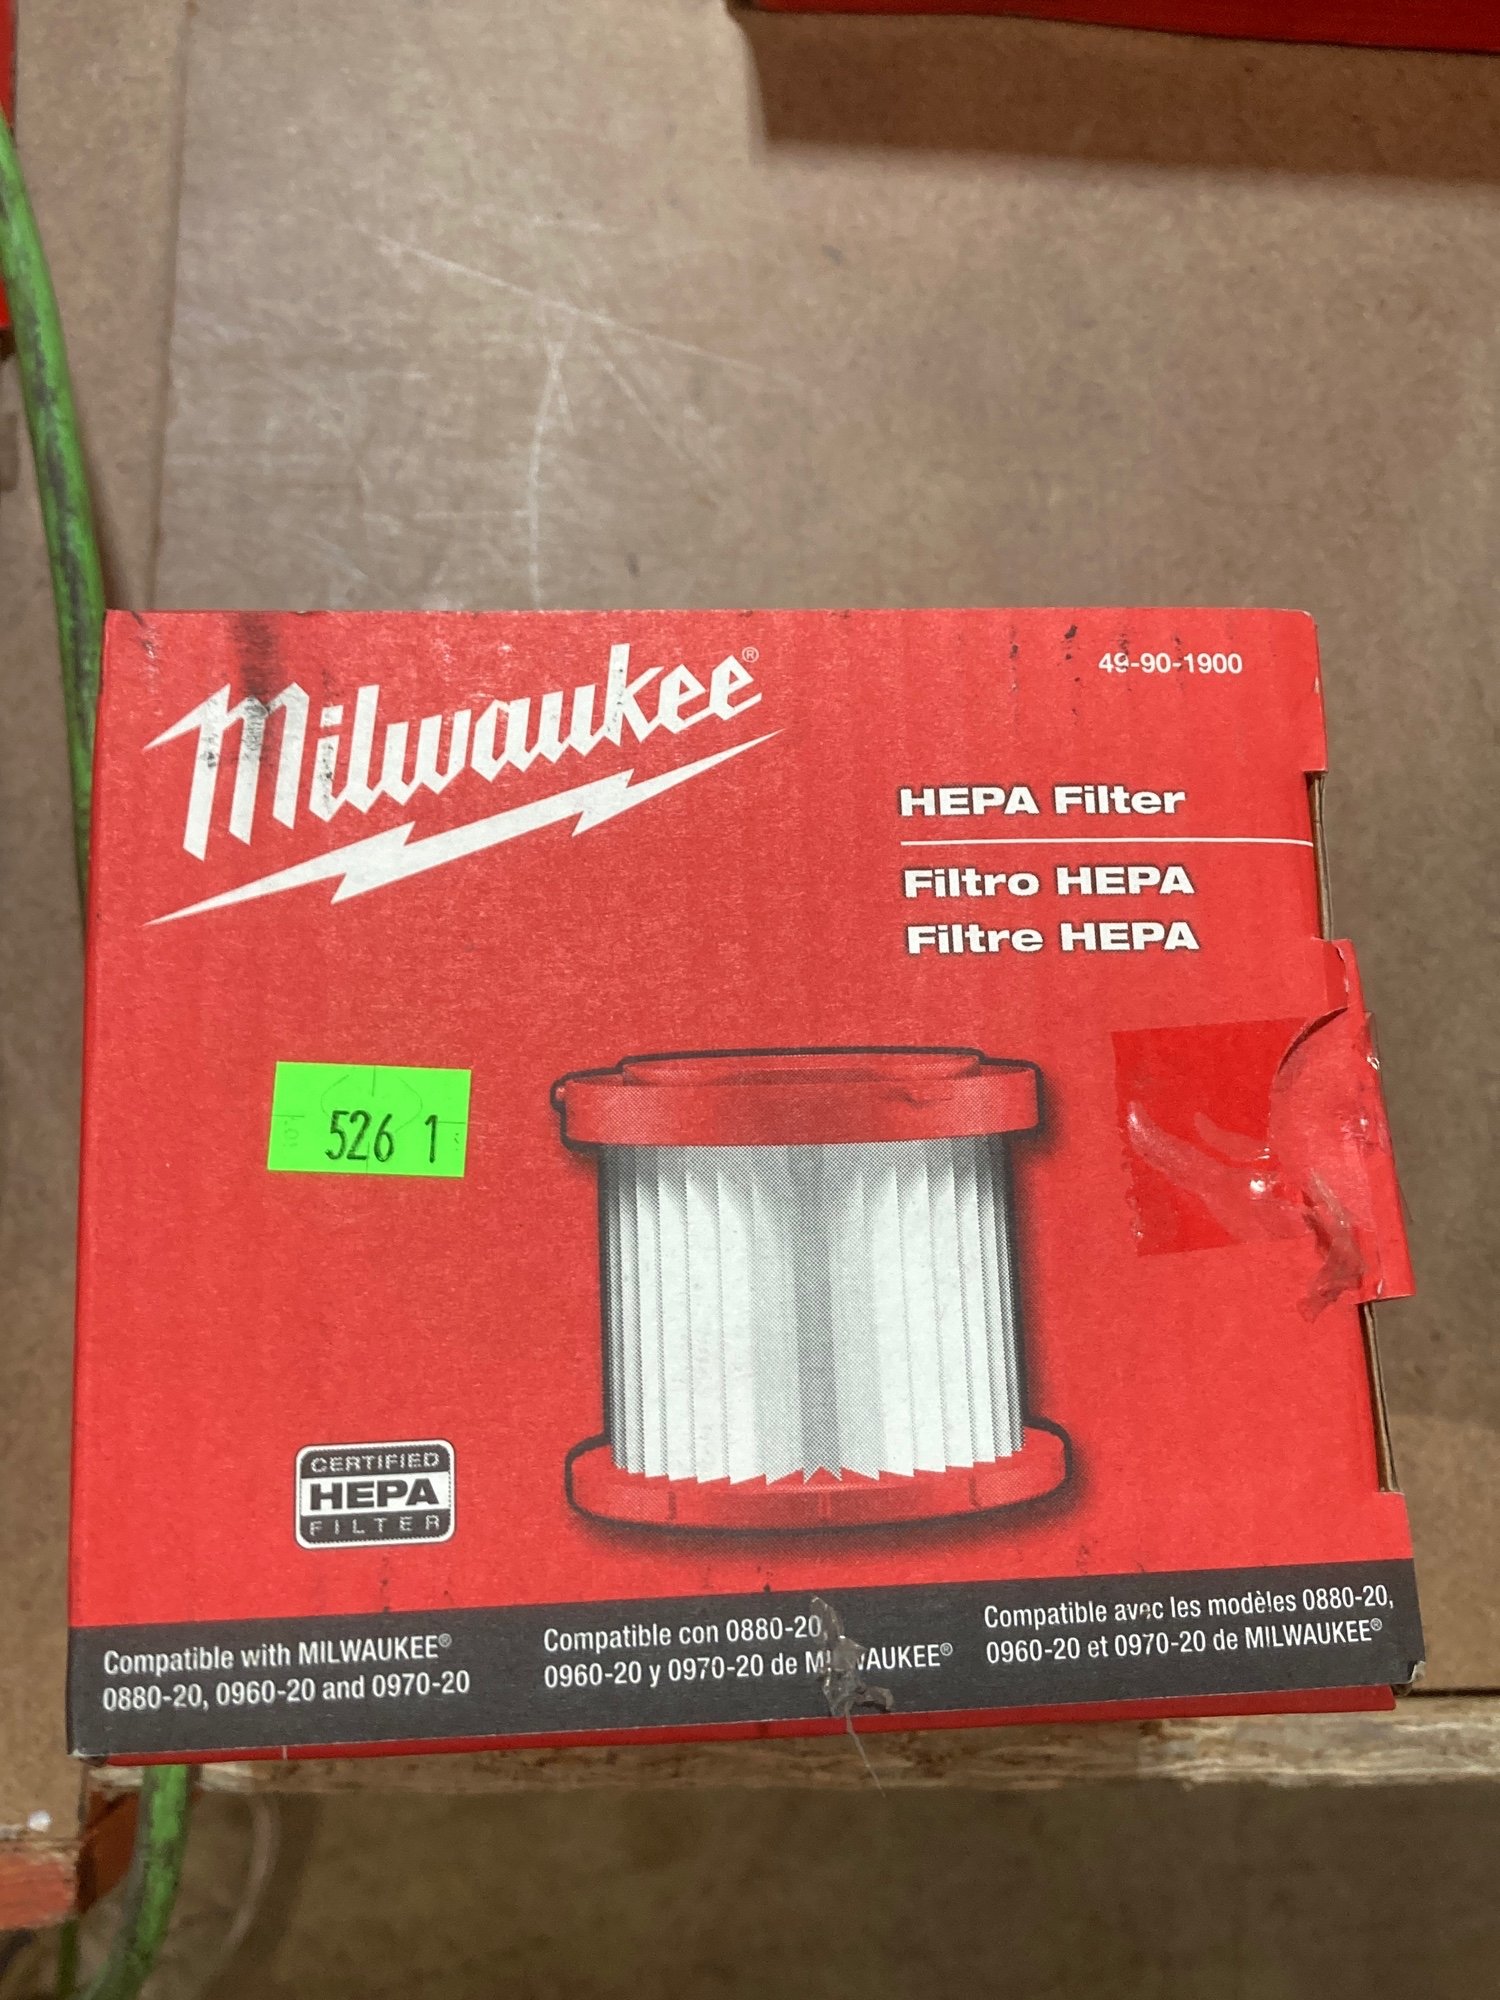 Milwaukee®
49-90-1900
HEPA Filter
Filtro HEPA
Filtre HEPA
526 1
CERTIFIED
HEPA
FILTER
Compatible with MILWAUKEE®
0880-20, 0960-20 and 0970-20
Compatible con 0880-20,
0960-20 y 0970-20 de MILWAUKEE®
Compatible avec les modèles 0880-20,
0960-20 et 0970-20 de MILWAUKEE®